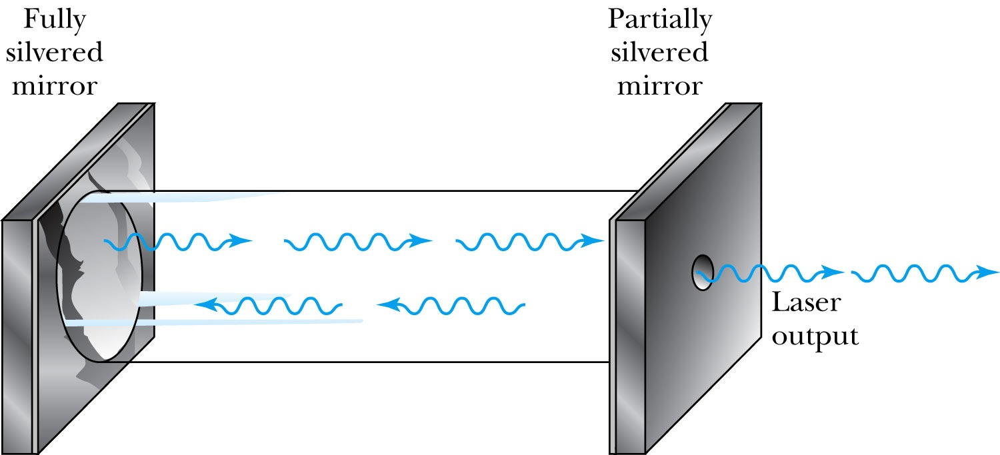 Fully
silvered
mirror
Partially
silvered
mirror
Laser
output